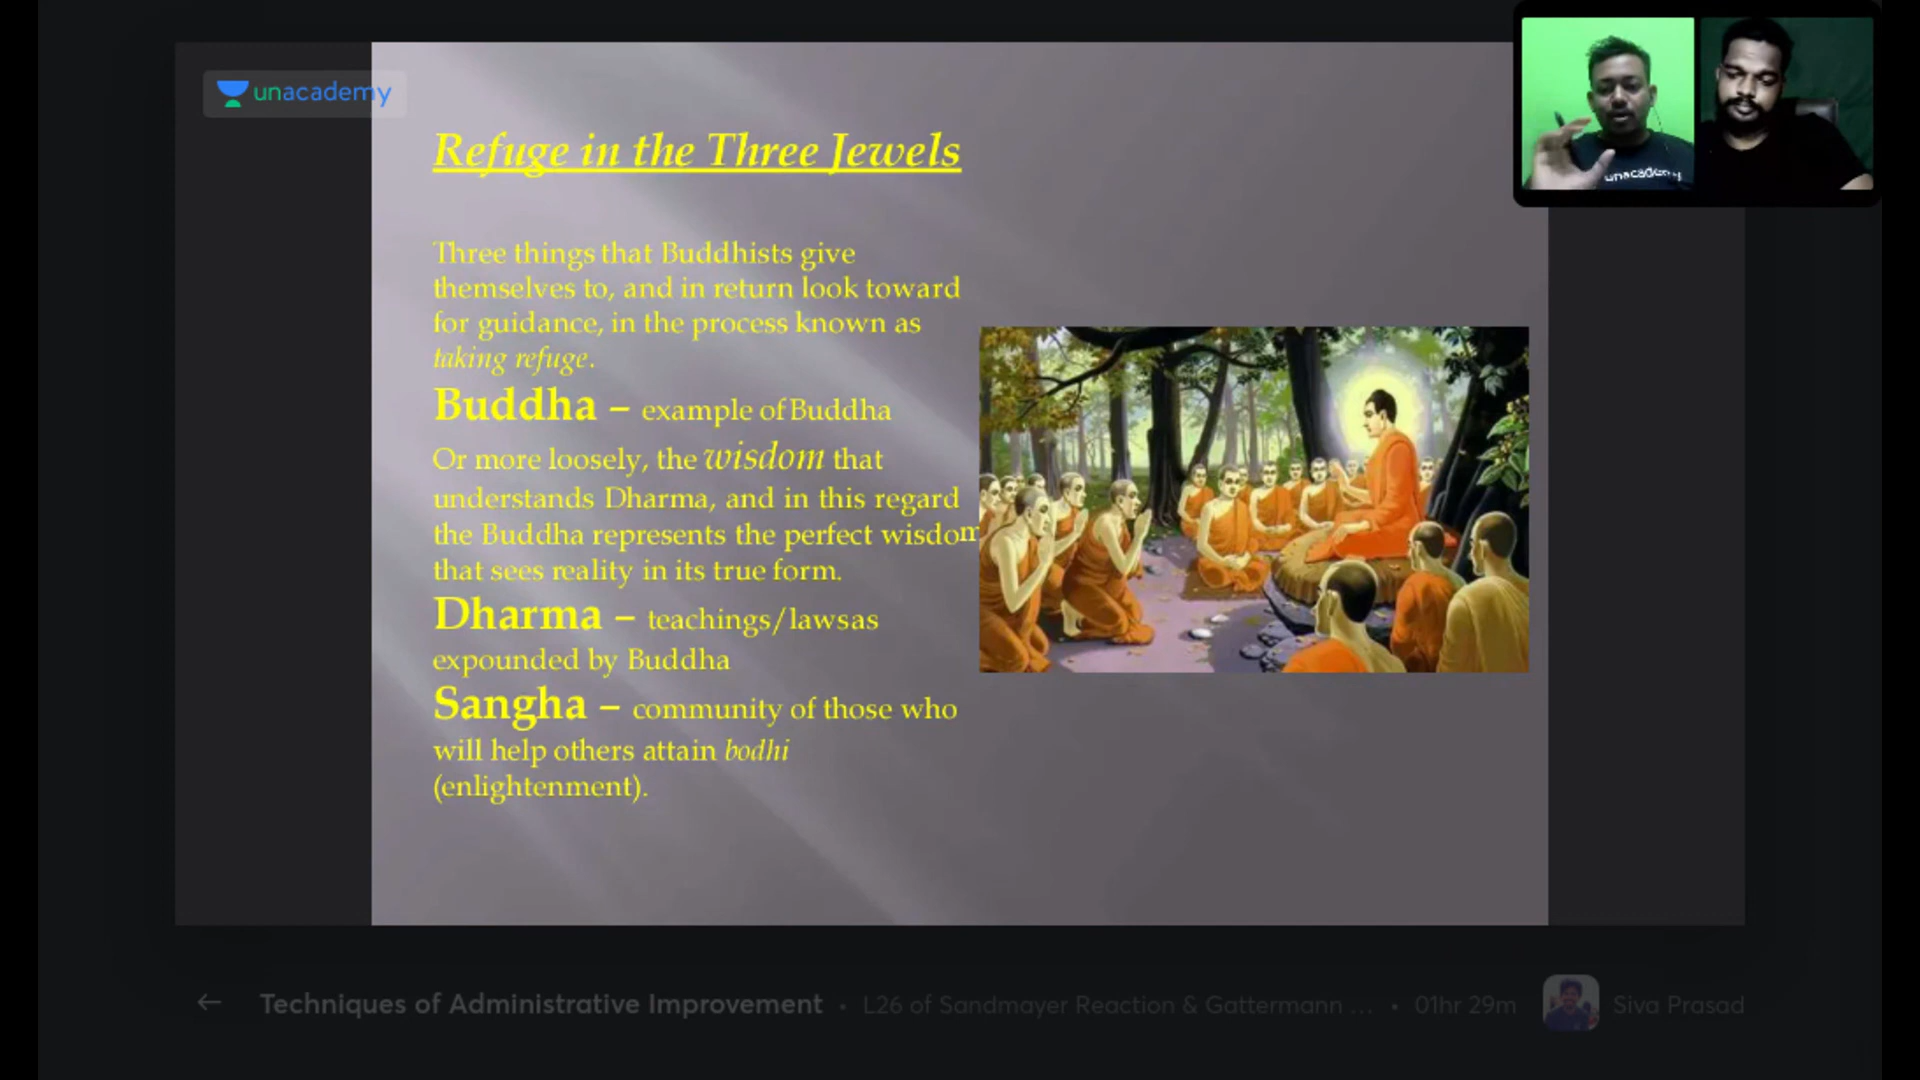 unacademy
Refuge in the Three Jewels
Three things that Buddhists give
themselves to, and in return look toward
for guidance, in the process known as
taking refuge.
Buddha – example of Buddha
Or more loosely, the wisdom that
understands Dharma, and in this regard
the Buddha represents the perfect wisdom
that sees reality in its true form.
Dharma – teachings/lawsas
expounded by Buddha
Sangha – community of those who
will help others attain bodhi
(enlightenment).
unacademy
Techniques of Administrative Improvement • L26 of Sandmayer Reaction & Gattermann ... • 01hr 29m Siva Prasad